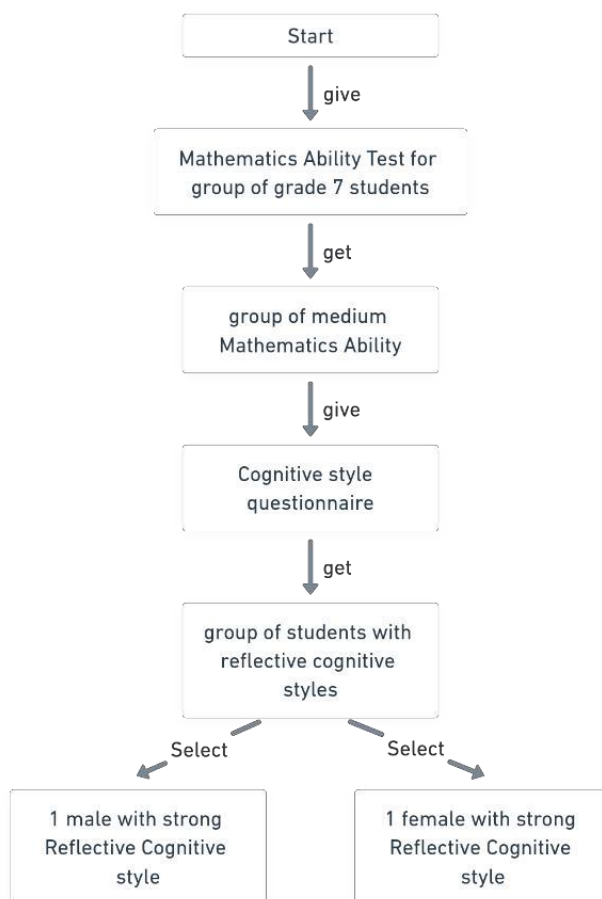 Start
give
Mathematics Ability Test for
group of grade 7 students
get
group of medium
Mathematics Ability
give
Cognitive style
questionnaire
get
group of students with
reflective cognitive
styles
Select
Select
1 male with strong
Reflective Cognitive
style
1 female with strong
Reflective Cognitive
style